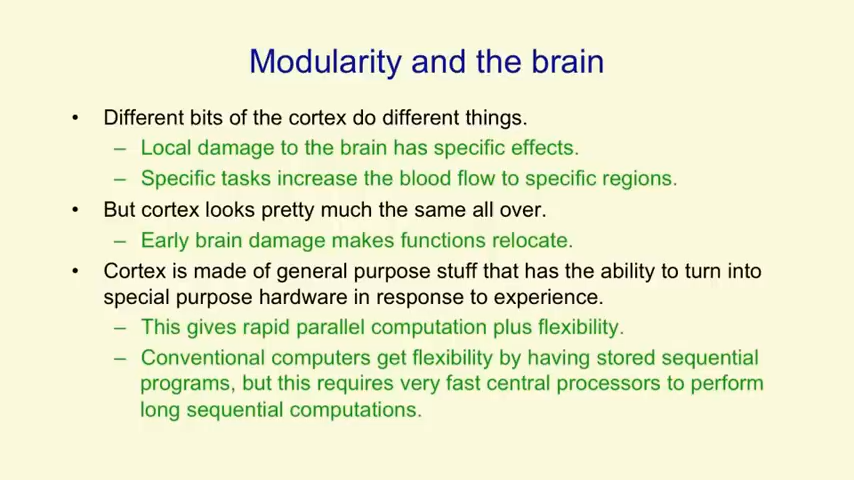 Modularity and the brain
• Different bits of the cortex do different things.
– Local damage to the brain has specific effects.
– Specific tasks increase the blood flow to specific regions.
• But cortex looks pretty much the same all over.
– Early brain damage makes functions relocate.
• Cortex is made of general purpose stuff that has the ability to turn into
special purpose hardware in response to experience.
– This gives rapid parallel computation plus flexibility.
– Conventional computers get flexibility by having stored sequential
programs, but this requires very fast central processors to perform
long sequential computations.